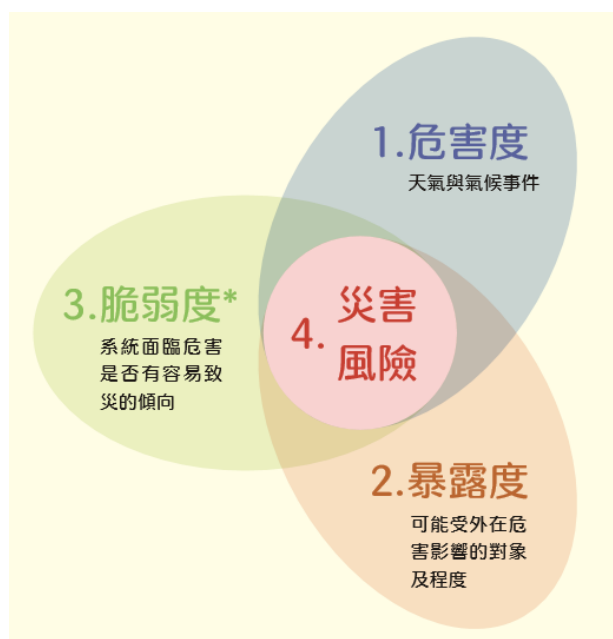 1.危害度
天氣與氣候事件
3.脆弱度*
系統面臨危害
是否有容易致
災的傾向
4.
災害
風險
2.暴露度
可能受外在危
害影響的對象
及程度